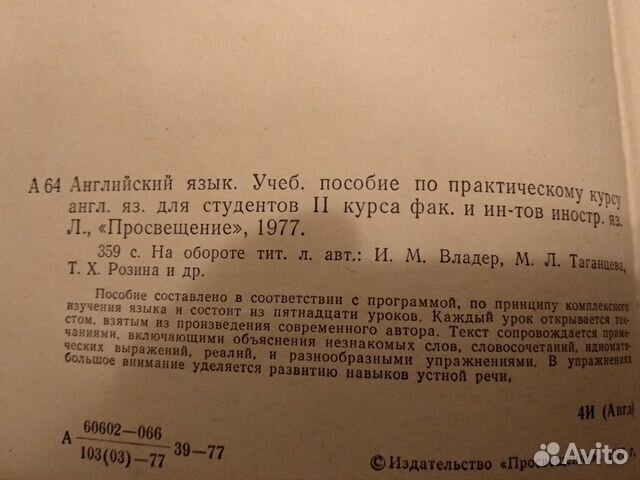 А 64 Английский язык. Учеб. пособие по практическому курсу
англ. яз. для студентов II курса фак. и ин-тов иностр. яз.
Л., «Просвещение», 1977.
359 с. На обороте тит. л. авт.: И. М. Владер, М. Л. Таганцева,
Т. Х. Розина и др.
Пособие составлено в соответствии с программой, по принципу комплексного
изучения языка и состоит из пятнадцати уроков. Каждый урок открывается тек-
стом, взятым из произведения современного автора. Текст сопровождается приме-
чаниями, включающими объяснения незнакомых слов, словосочетаний, идиомати-
ческих выражений, реалий, и разнообразными упражнениями. В упражнениях
большое внимание уделяется развитию навыков устной речи.
4И (Англ)
А 60602—066
103(03)—77 39—77
© Издательство «Г.
Avito